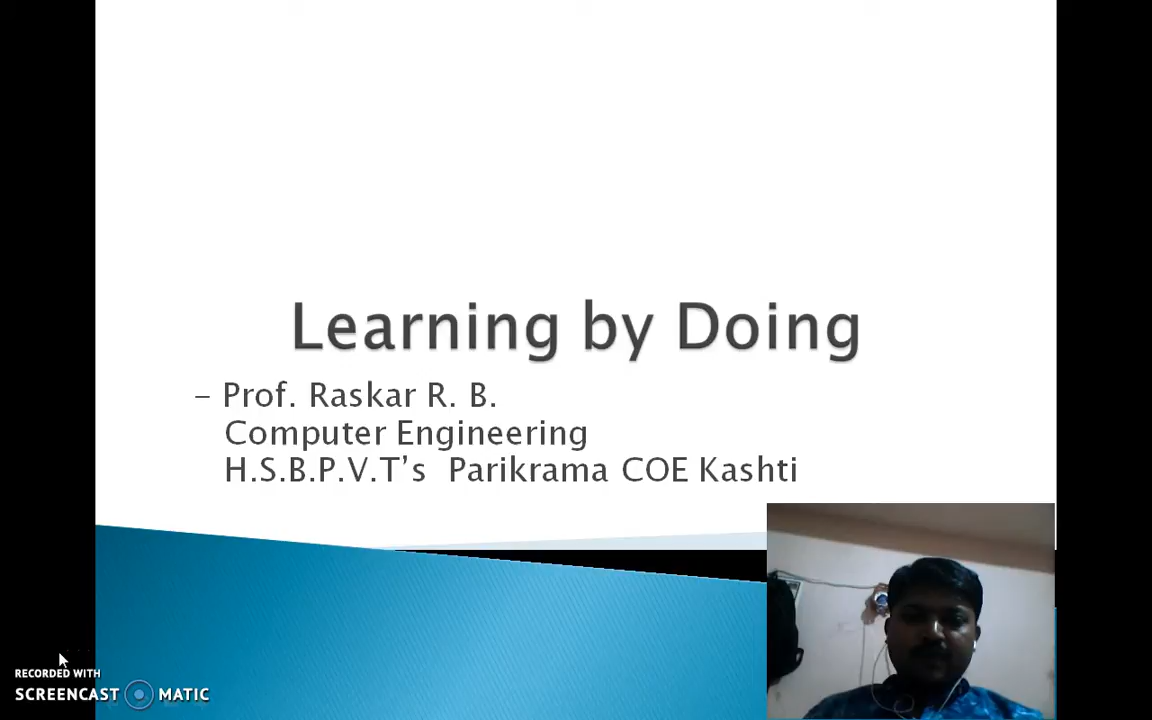 Learning by Doing
– Prof. Raskar R. B.
Computer Engineering
H.S.B.P.V.T’s Parikrama COE Kashti
RECORDED WITH
SCREENCAST MATIC